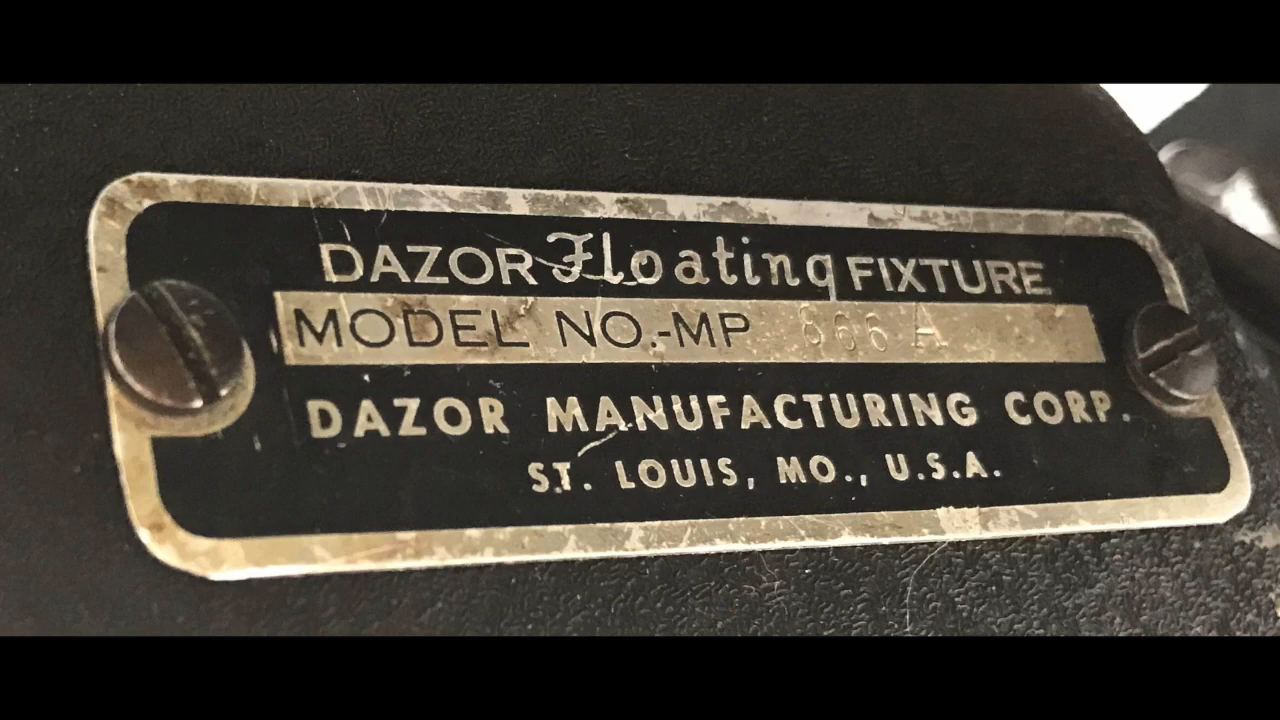 DAZOR Floating FIXTURE
MODEL NO.-MP 866 A
DAZOR MANUFACTURING CORP.
ST. LOUIS, MO., U.S.A.